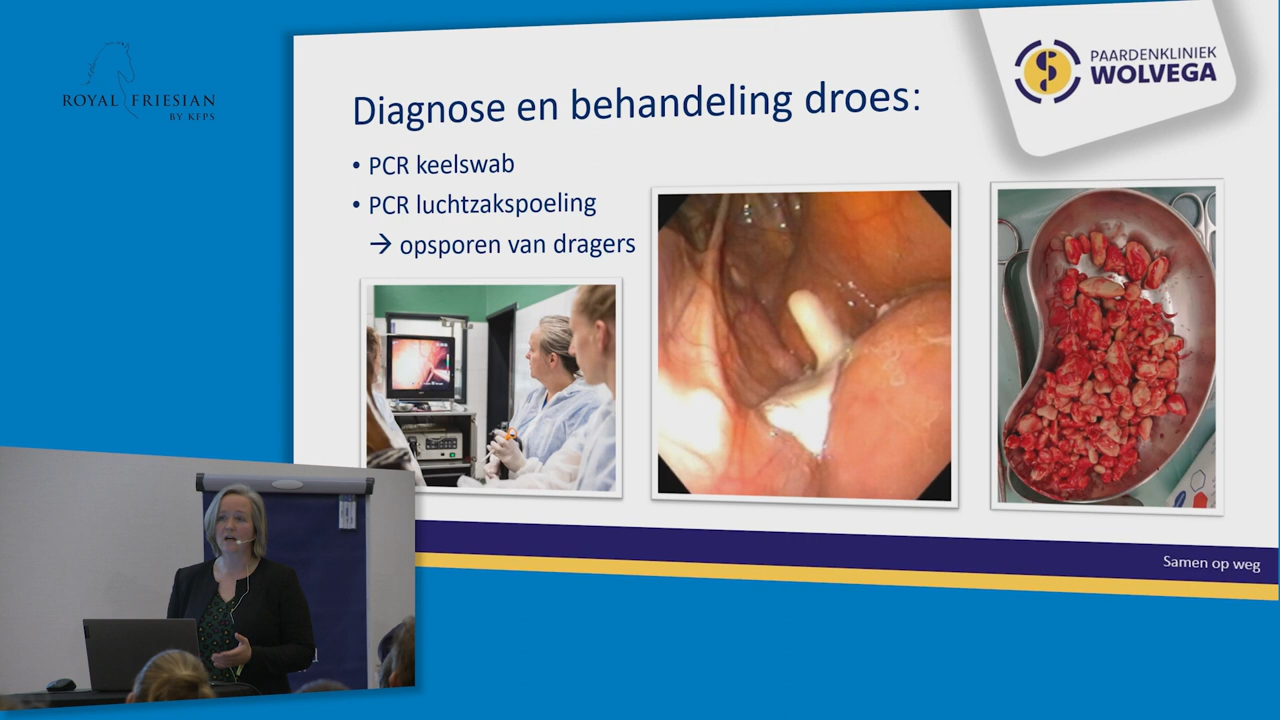 ROYAL FRIESIAN
BY KFPS
PAARDENKLINIEK
WOLVEGA
Diagnose en behandeling droes:
• PCR keelswab
• PCR luchtzakspoeling
→ opsporen van dragers
Samen op weg